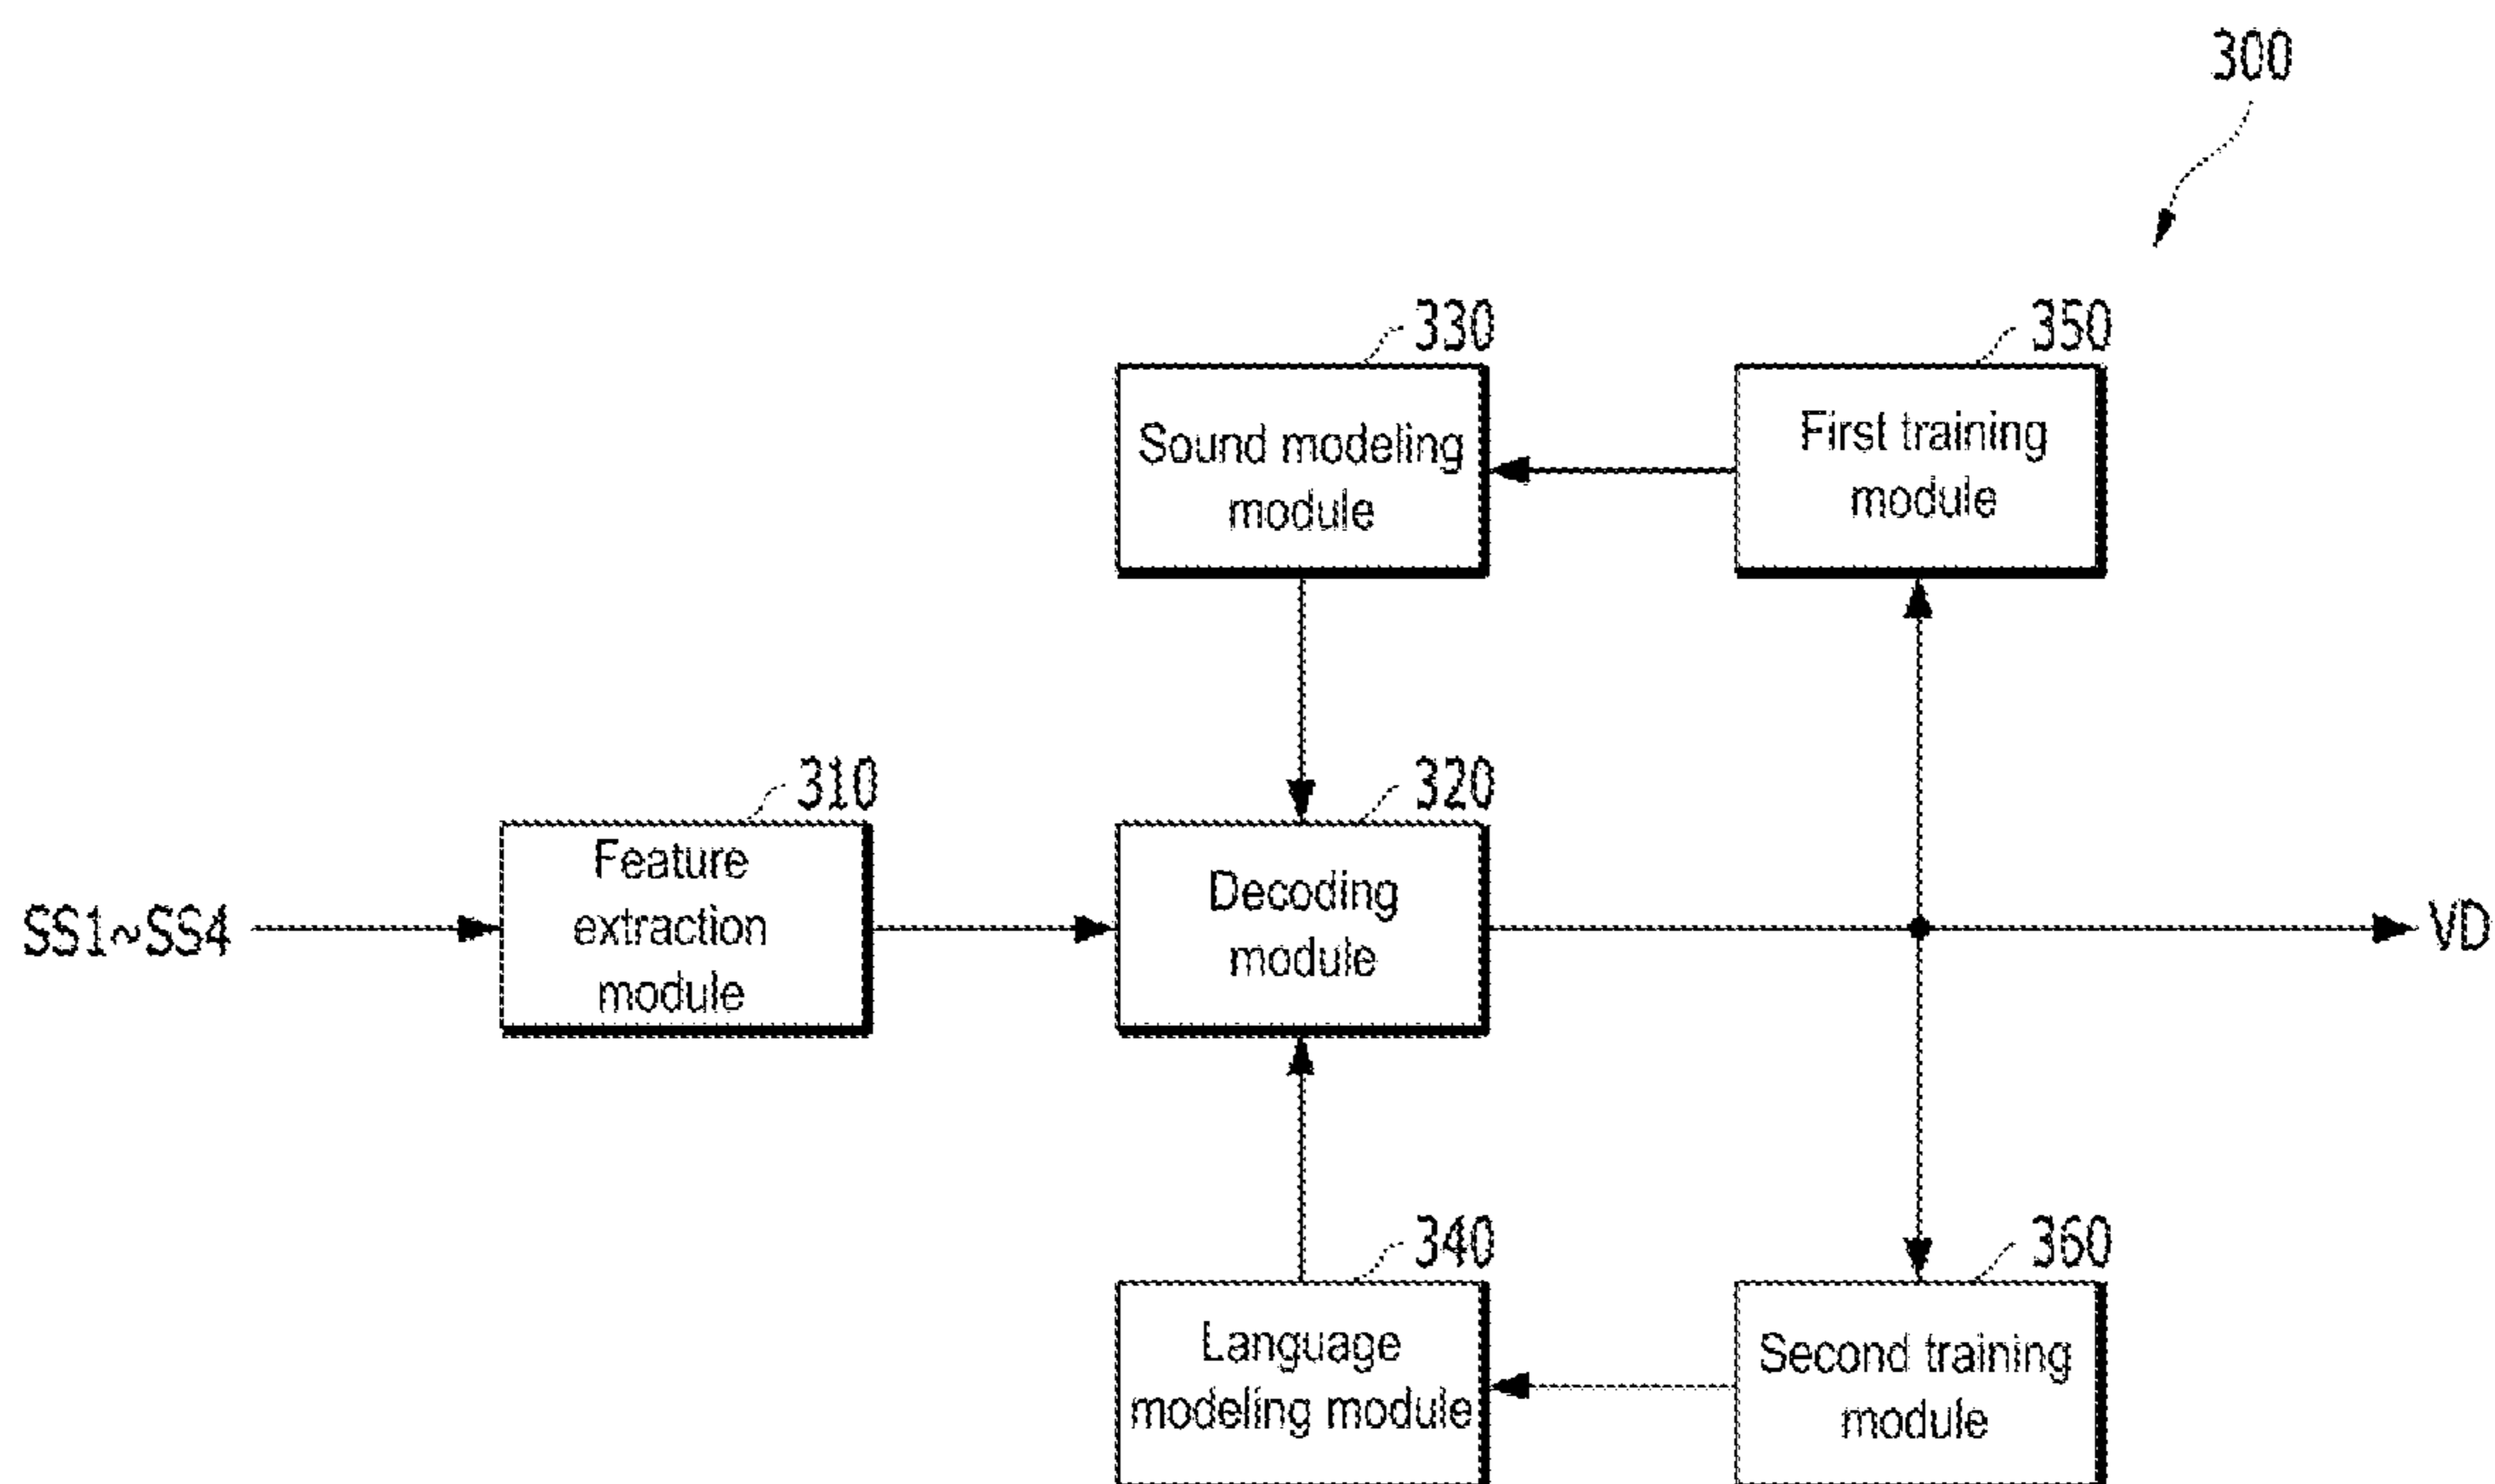 300
330
350
Sound modeling
module
First training
module
310
320
Feature
extraction
module
Decoding
module
SS1~SS4
VD
340
360
Language
modeling module
Second training
module